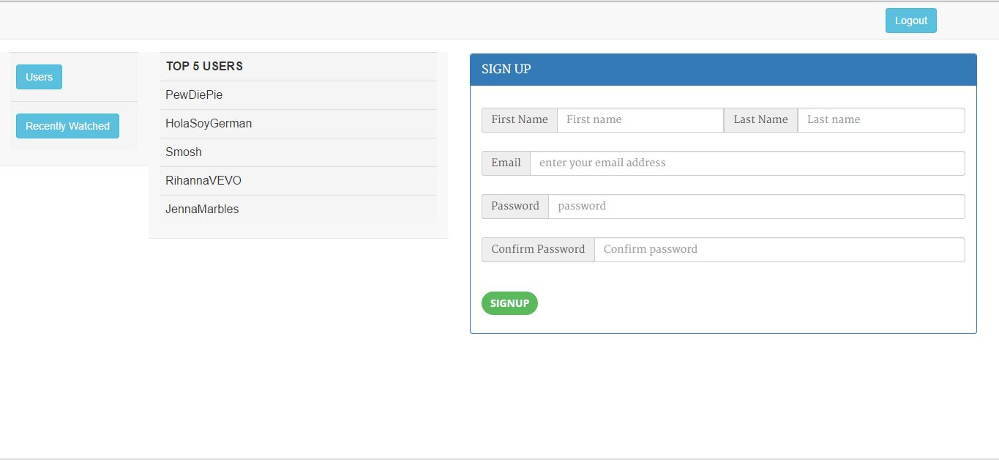 Logout
Users
Recently Watched
TOP 5 USERS
PewDiePie
HolaSoyGerman
Smosh
RihannaVEVO
JennaMarbles
SIGN UP
First Name First name Last Name Last name
Email enter your email address
Password password
Confirm Password Confirm password
SIGNUP